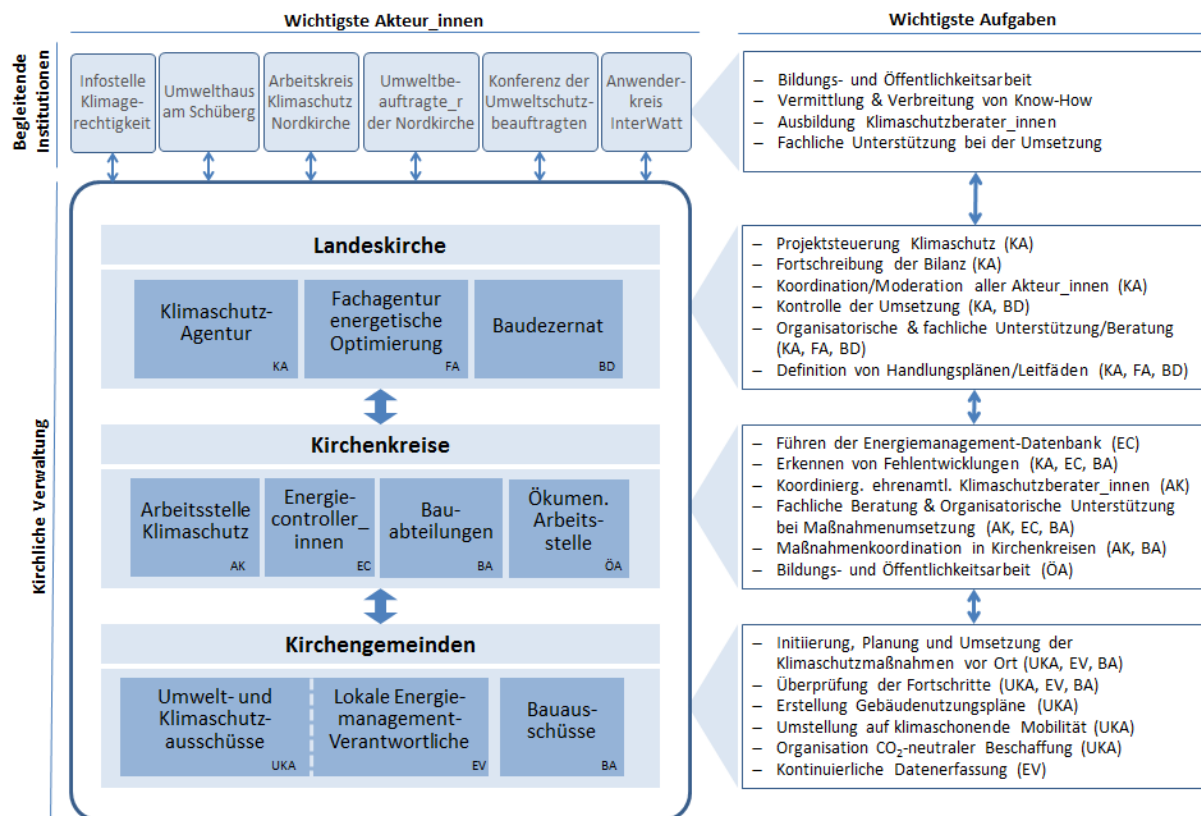 Wichtigste Akteur_innen
Wichtigste Aufgaben
Begleitende
Institutionen
Infostelle
Klimage-
rechtigkeit
Umwelthaus
am Schüberg
Arbeitskreis
Klimaschutz
Nordkirche
Umweltbe-
auftragte_r
der Nordkirche
Konferenz der
Umweltschutz-
beauftragten
Anwender-
kreis
InterWatt
– Bildungs- und Öffentlichkeitsarbeit
– Vermittlung & Verbreitung von Know-How
– Ausbildung Klimaschutzberater_innen
– Fachliche Unterstützung bei der Umsetzung
Kirchliche Verwaltung
Landeskirche
Klimaschutz-
Agentur
KA
Fachagentur
energetische
Optimierung
FA
Baudezernat
BD
– Projektsteuerung Klimaschutz (KA)
– Fortschreibung der Bilanz (KA)
– Koordination/Moderation aller Akteur_innen (KA)
– Kontrolle der Umsetzung (KA, BD)
– Organisatorische & fachliche Unterstützung/Beratung
(KA, FA, BD)
– Definition von Handlungsplänen/Leitfäden (KA, FA, BD)
Kirchenkreise
Arbeitsstelle
Klimaschutz
AK
Energie-
controller_
innen
EC
Bau-
abteilungen
BA
Ökumen.
Arbeits-
stelle
ÖA
– Führen der Energiemanagement-Datenbank (EC)
– Erkennen von Fehlentwicklungen (KA, EC, BA)
– Koordinierg. ehrenamtl. Klimaschutzberater_innen (AK)
– Fachliche Beratung & Organisatorische Unterstützung
bei Maßnahmenumsetzung (AK, EC, BA)
– Maßnahmenkoordination in Kirchenkreisen (AK, BA)
– Bildungs- und Öffentlichkeitsarbeit (ÖA)
Kirchengemeinden
Umwelt- und
Klimaschutz-
ausschüsse
UKA
Lokale Energie-
management-
Verantwortliche
EV
Bauaus-
schüsse
BA
– Initiierung, Planung und Umsetzung der
Klimaschutzmaßnahmen vor Ort (UKA, EV, BA)
– Überprüfung der Fortschritte (UKA, EV, BA)
– Erstellung Gebäudenutzungspläne (UKA)
– Umstellung auf klimaschonende Mobilität (UKA)
– Organisation CO₂-neutraler Beschaffung (UKA)
– Kontinuierliche Datenerfassung (EV)